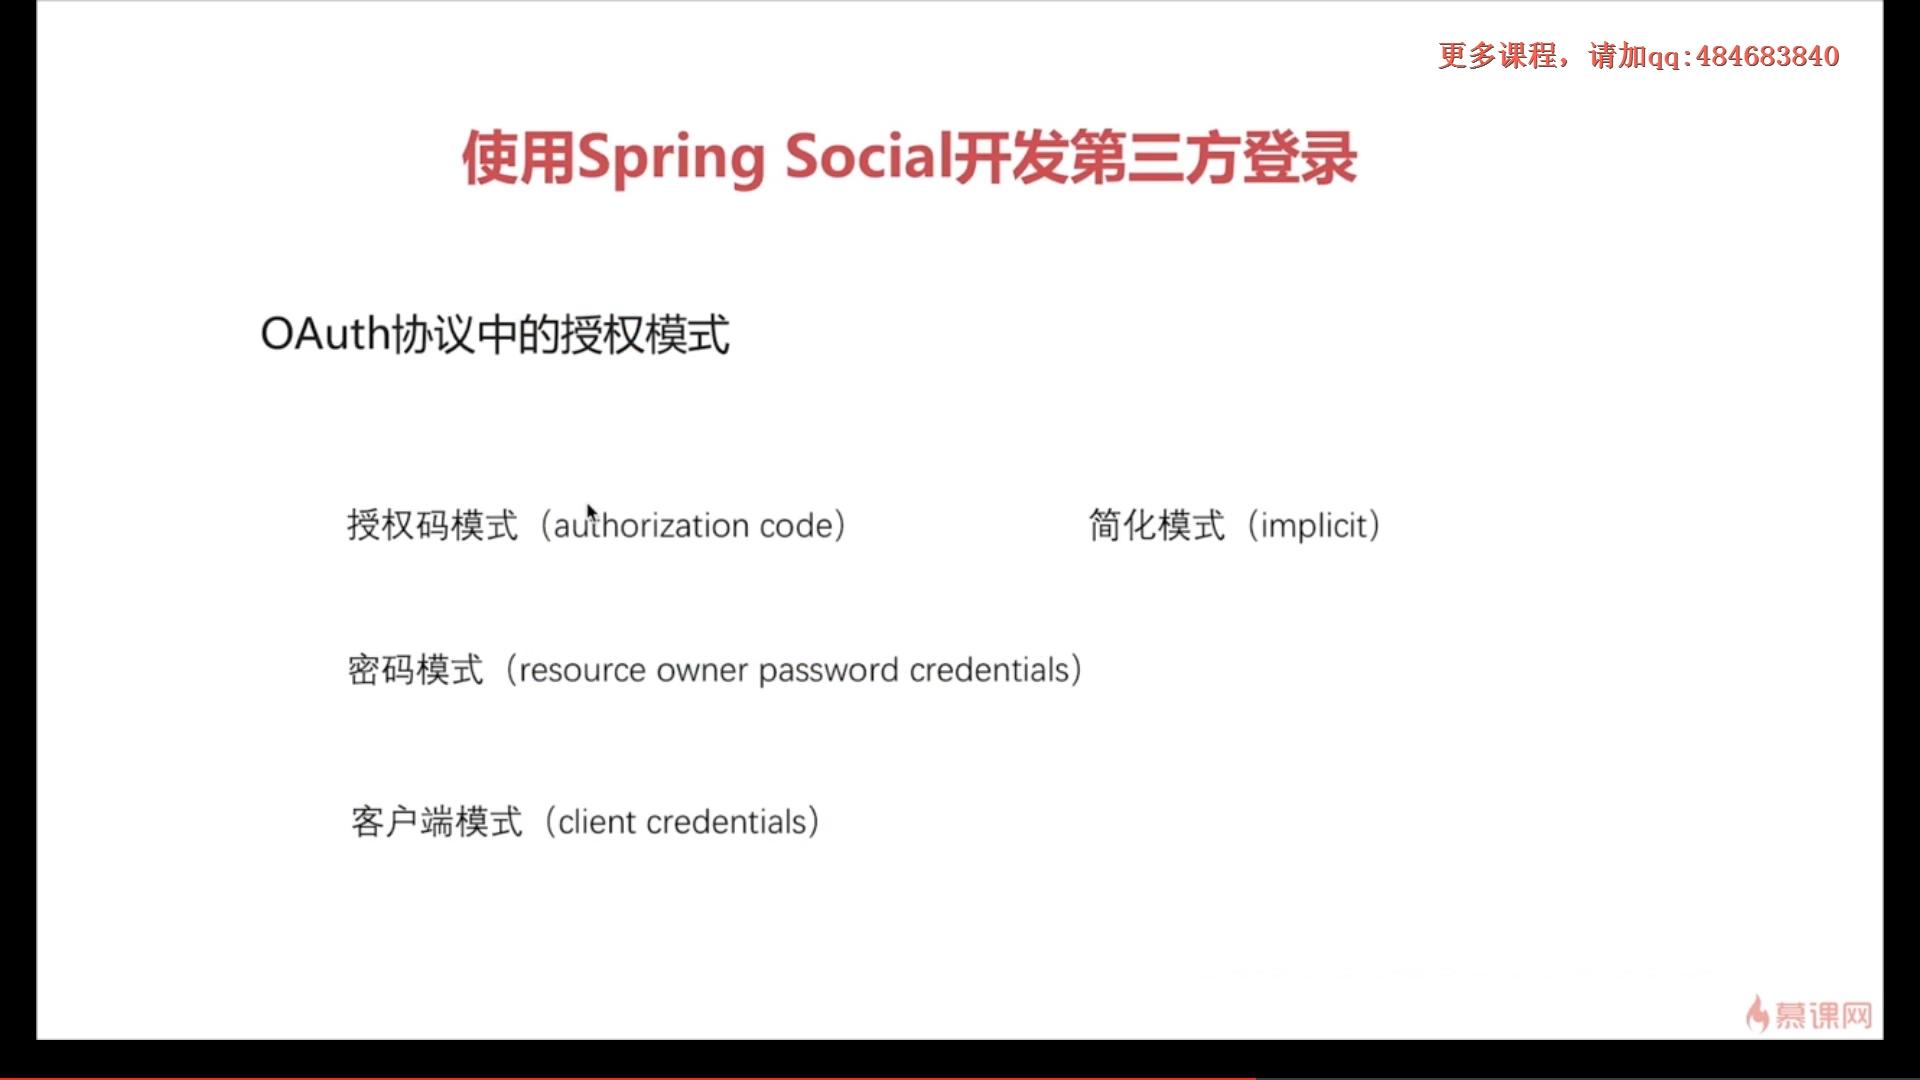 更多课程，请加qq:484683840
使用Spring Social开发第三方登录
OAuth协议中的授权模式
授权码模式（authorization code）
简化模式（implicit）
密码模式（resource owner password credentials）
客户端模式（client credentials）
慕课网